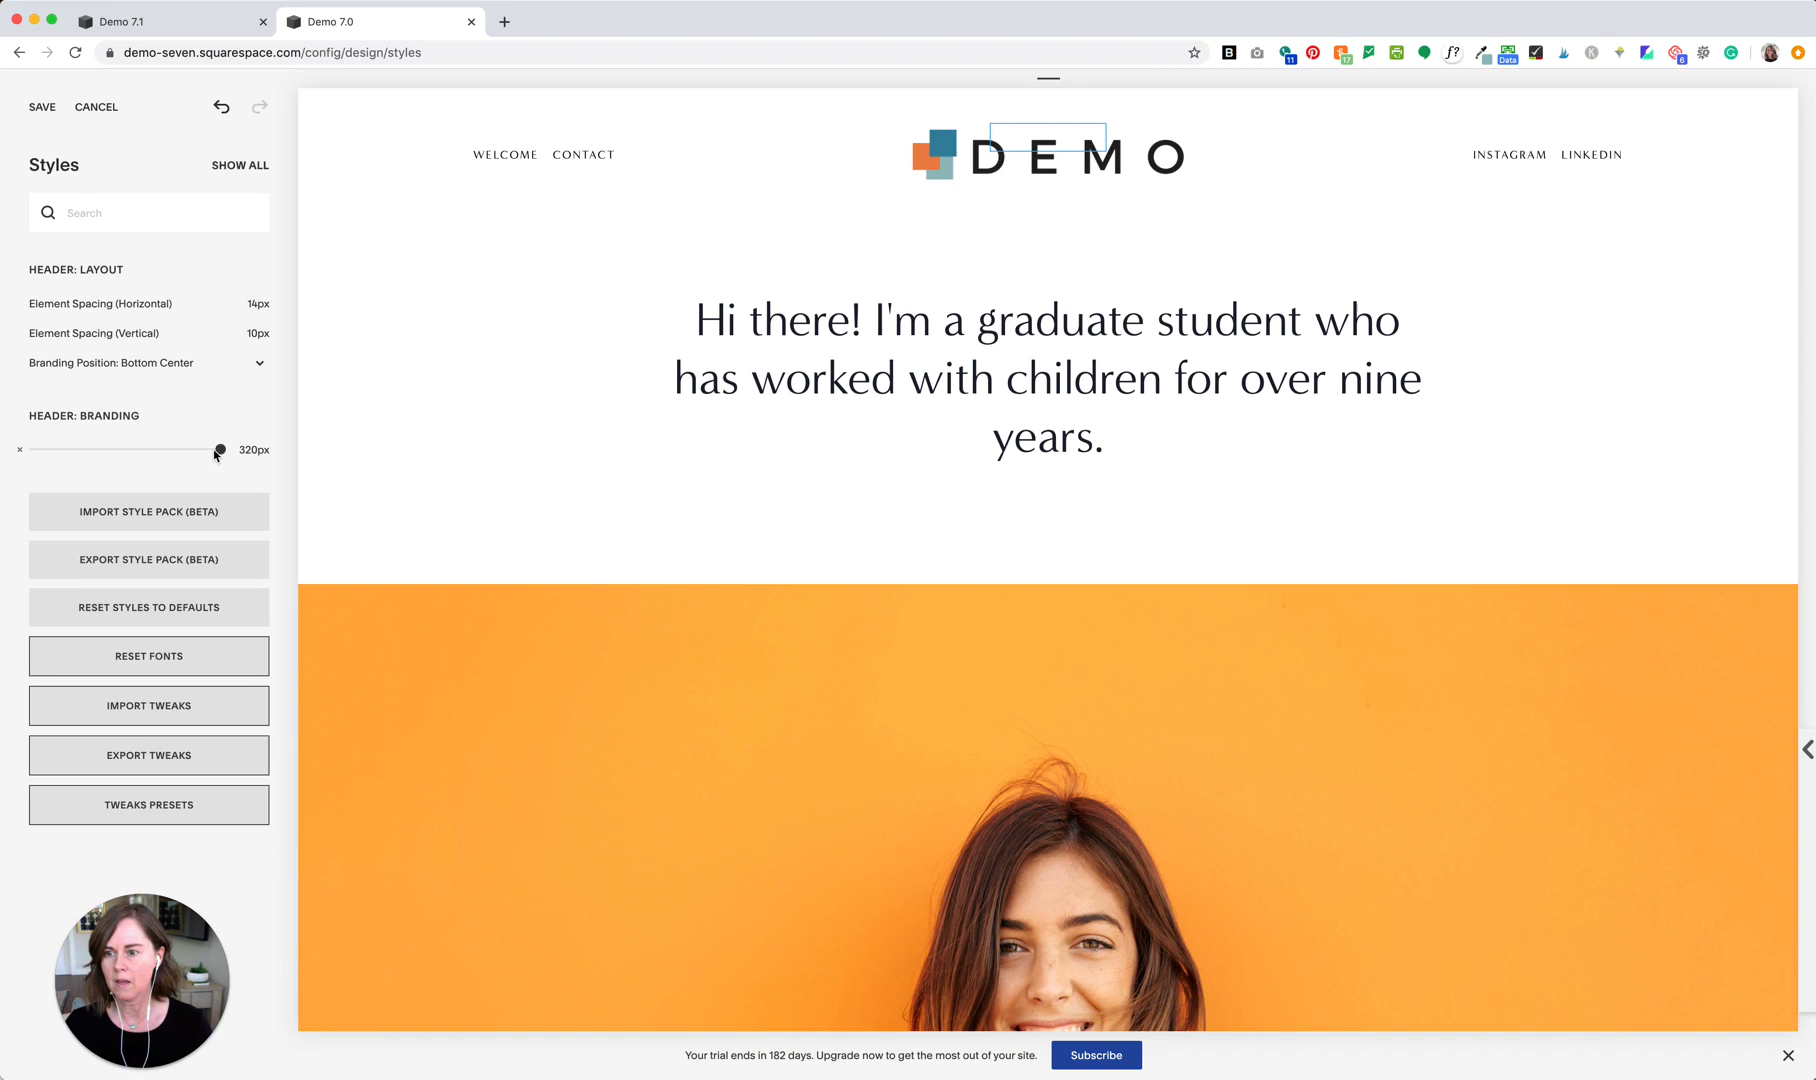 Demo 7.1
Demo 7.0
demo-seven.squarespace.com/config/design/styles
B
11
17
f?
Data
K
6
G
SAVE CANCEL
Styles
SHOW ALL
Search
HEADER: LAYOUT
Element Spacing (Horizontal) 14px
Element Spacing (Vertical) 10px
Branding Position: Bottom Center
HEADER: BRANDING
320px
IMPORT STYLE PACK (BETA)
EXPORT STYLE PACK (BETA)
RESET STYLES TO DEFAULTS
RESET FONTS
IMPORT TWEAKS
EXPORT TWEAKS
TWEAKS PRESETS
WELCOME CONTACT
DEMO
INSTAGRAM LINKEDIN
Hi there! I'm a graduate student who
has worked with children for over nine
years.
Your trial ends in 182 days. Upgrade now to get the most out of your site.
Subscribe